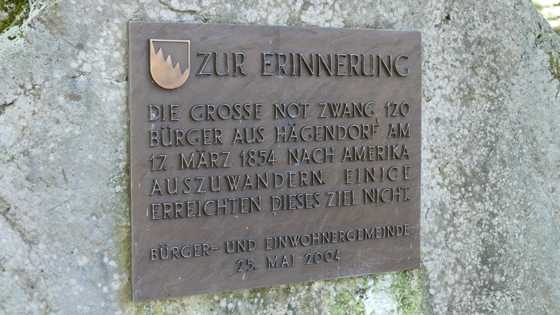 ZUR ERINNERUNG
DIE GROSSE NOT ZWANG 120
BÜRGER AUS HÄGENDORF AM
17. MÄRZ 1854 NACH AMERIKA
AUSZUWANDERN. EINIGE
ERREICHTEN DIESES ZIEL NICHT.
BÜRGER- UND EINWOHNERGEMEINDE
25. MAI 2004